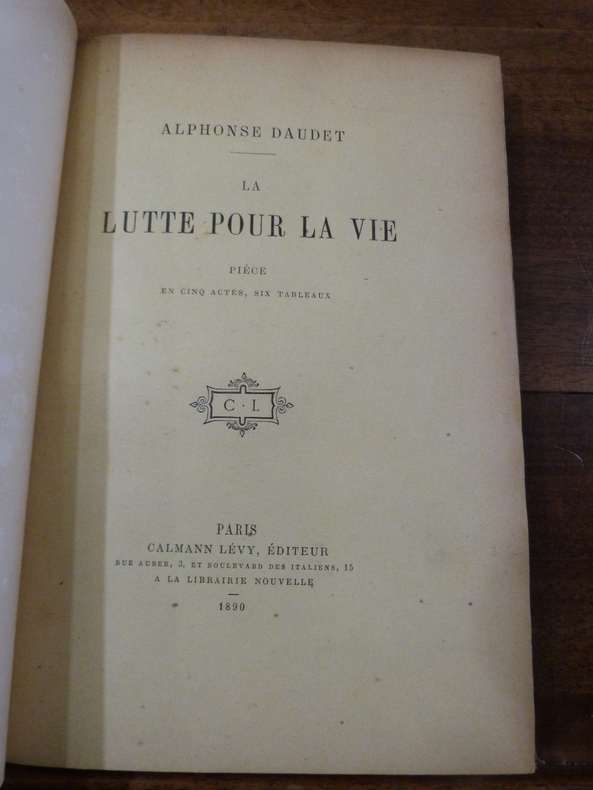 ALPHONSE DAUDET
LA
LUTTE POUR LA VIE
PIÈCE
EN CINQ ACTES, SIX TABLEAUX
C · L
PARIS
CALMANN LÉVY, ÉDITEUR
RUE AUBER, 3, ET BOULEVARD DES ITALIENS, 15
A LA LIBRAIRIE NOUVELLE
1890